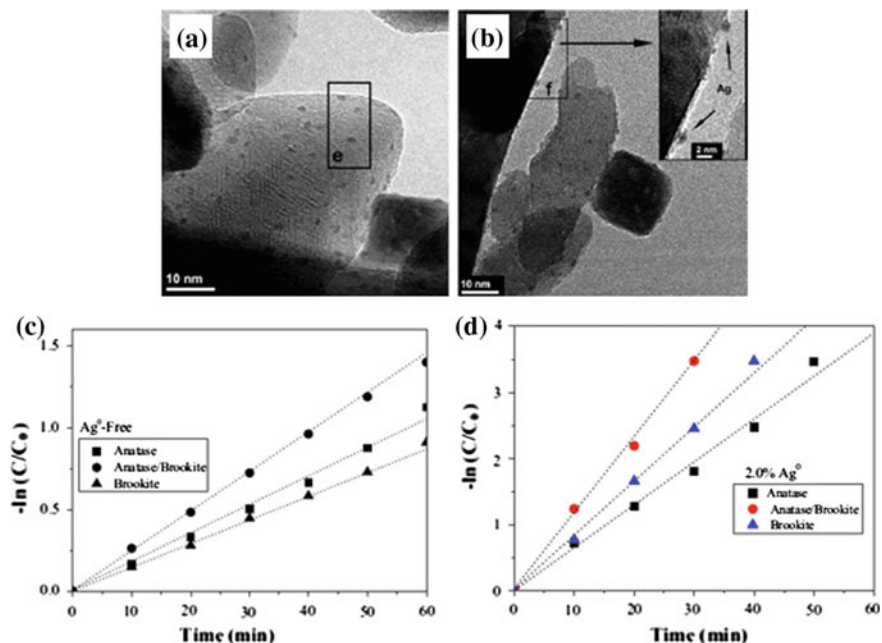 (a)
e
10 nm
(b)
f
Ag
2 nm
10 nm
(c)
-ln (C/C₀)
1.5
1.0
0.5
0.0
Ag⁰-Free
Anatase
Anatase/Brookite
Brookite
0 10 20 30 40 50 60
Time (min)
(d)
-ln (C/C₀)
4
3
2
1
0
2.0% Ag⁰
Anatase
Anatase/Brookite
Brookite
0 10 20 30 40 50 60
Time (min)